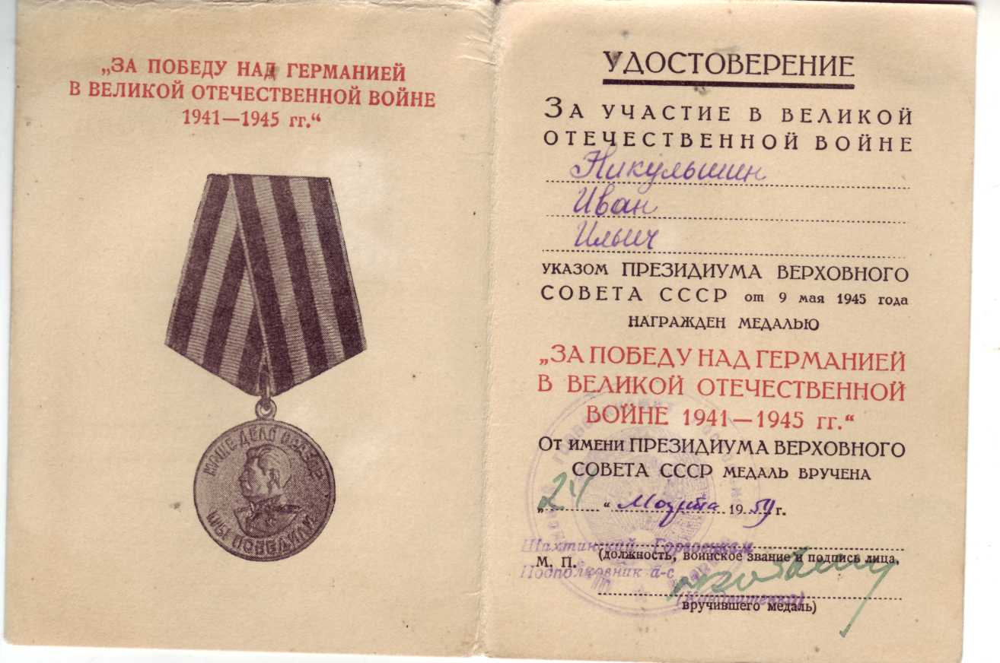 „ЗА ПОБЕДУ НАД ГЕРМАНИЕЙ
В ВЕЛИКОЙ ОТЕЧЕСТВЕННОЙ ВОЙНЕ
1941—1945 гг.“
НАШЕ ДЕЛО ПРАВОЕ
МЫ ПОБЕДИЛИ
УДОСТОВЕРЕНИЕ
ЗА УЧАСТИЕ В ВЕЛИКОЙ
ОТЕЧЕСТВЕННОЙ ВОЙНЕ
Никульшин
Иван
Ильич
УКАЗОМ ПРЕЗИДИУМА ВЕРХОВНОГО
СОВЕТА СССР от 9 мая 1945 года
НАГРАЖДЕН МЕДАЛЬЮ
„ЗА ПОБЕДУ НАД ГЕРМАНИЕЙ
В ВЕЛИКОЙ ОТЕЧЕСТВЕННОЙ
ВОЙНЕ 1941—1945 гг.“
ОТ ИМЕНИ ПРЕЗИДИУМА ВЕРХОВНОГО
СОВЕТА СССР МЕДАЛЬ ВРУЧЕНА
„24“ Марта 1959 г.
Шахтинский Горвоенком
М. П. (должность, воинское звание и подпись лица,
Подполковник а-с
вручившего медаль)